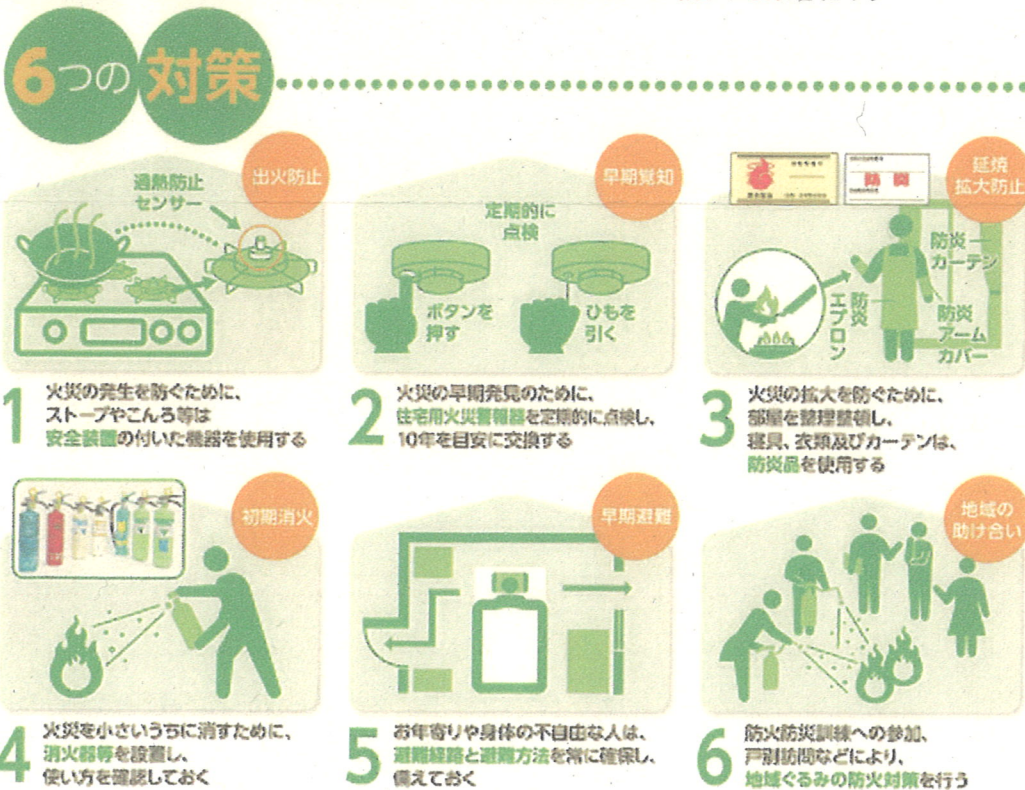 6つの対策
出火防止
過熱防止
センサー
早期覚知
定期的に
点検
ボタンを
押す
ひもを
引く
延焼
拡大防止
防炎
防炎
カーテン
防炎
エプロン
防炎
アーム
カバー
1 火災の発生を防ぐために、
ストーブやこんろ等は
安全装置の付いた機器を使用する
2 火災の早期発見のために、
住宅用火災警報器を定期的に点検し、
10年を目安に交換する
3 火災の拡大を防ぐために、
部屋を整理整頓し、
寝具、衣類及びカーテンは、
防炎品を使用する
初期消火
早期避難
地域の
助け合い
4 火災を小さいうちに消すために、
消火器等を設置し、
使い方を確認しておく
5 お年寄りや身体の不自由な人は、
避難経路と避難方法を常に確保し、
備えておく
6 防火防災訓練への参加、
戸別訪問などにより、
地域ぐるみの防火対策を行う